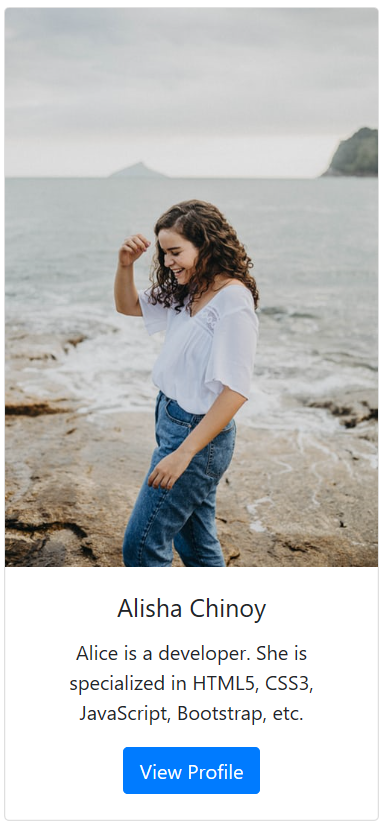 Alisha Chinoy
Alice is a developer. She is
specialized in HTML5, CSS3,
JavaScript, Bootstrap, etc.
View Profile